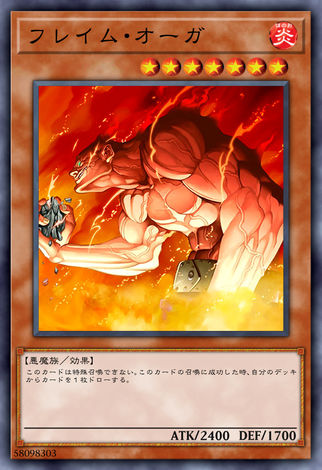 フレイム・オーガ
ほのお
炎
【悪魔族／効果】
このカードは特殊召喚できない。このカードの召喚に成功した時、自分のデッキ
からカードを１枚ドローする。
ATK/2400 DEF/1700
58098303